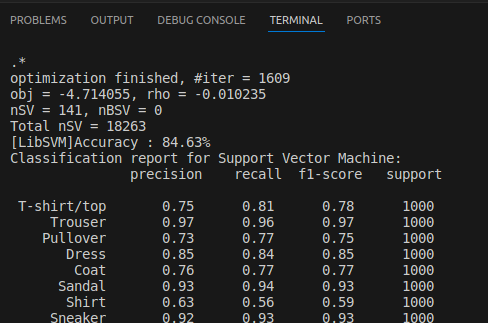 PROBLEMS OUTPUT DEBUG CONSOLE TERMINAL PORTS
.*
optimization finished, #iter = 1609
obj = -4.714055, rho = -0.010235
nSV = 141, nBSV = 0
Total nSV = 18263
[LibSVM]Accuracy : 84.63%
Classification report for Support Vector Machine:
precision recall f1-score support
T-shirt/top 0.75 0.81 0.78 1000
Trouser 0.97 0.96 0.97 1000
Pullover 0.73 0.77 0.75 1000
Dress 0.85 0.84 0.85 1000
Coat 0.76 0.77 0.77 1000
Sandal 0.93 0.94 0.93 1000
Shirt 0.63 0.56 0.59 1000
Sneaker 0.92 0.93 0.93 1000